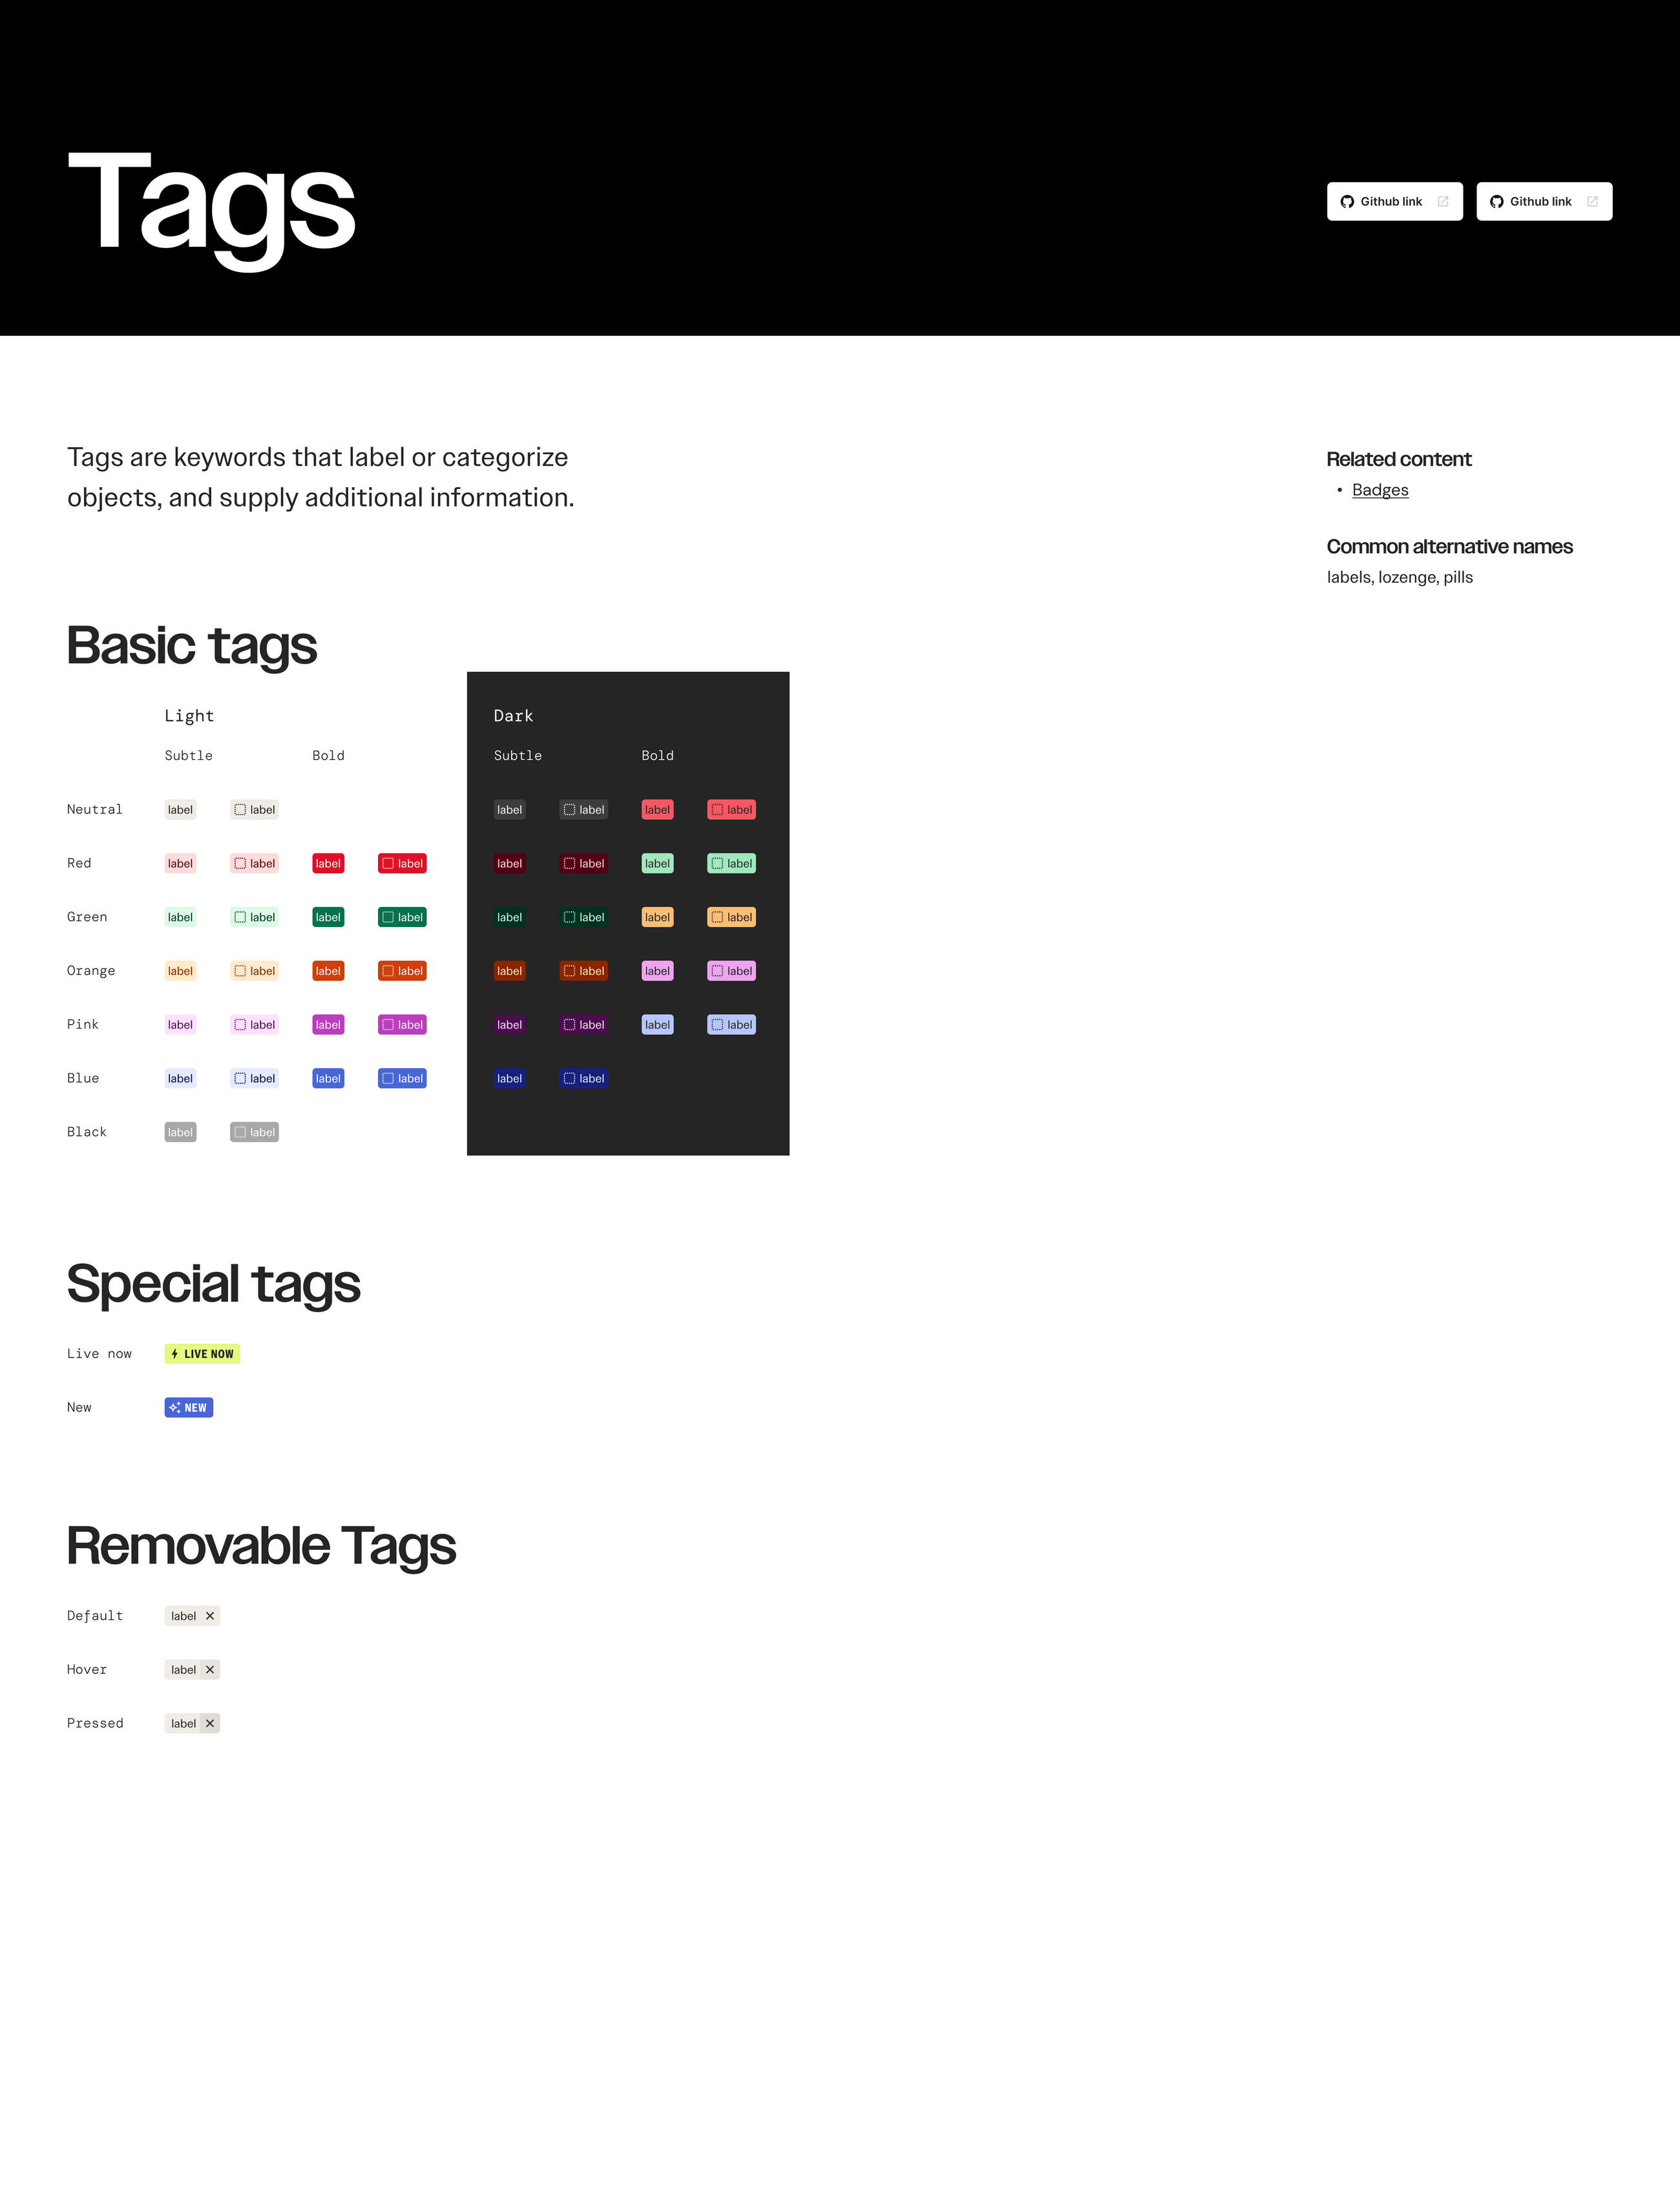 Tags
Github link
Github link
Tags are keywords that label or categorize
objects, and supply additional information.
Related content
• Badges
Common alternative names
labels, lozenge, pills
Basic tags
Light Dark
Subtle Bold Subtle Bold
Neutral label label label label label label
Red label label label label label label label label
Green label label label label label label label label
Orange label label label label label label label label
Pink label label label label label label label label
Blue label label label label label label
Black label label
Special tags
Live now LIVE NOW
New NEW
Removable Tags
Default label
Hover label
Pressed label